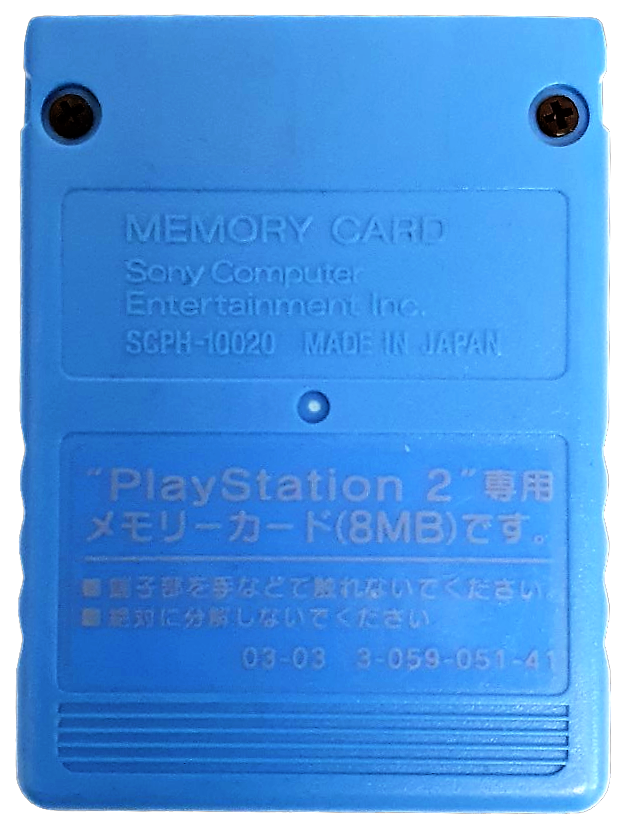 MEMORY CARD
Sony Computer
Entertainment Inc.
SCPH-10020 MADE IN JAPAN
"PlayStation 2"専用
メモリーカード(8MB)です。
■端子部を手などで触れないでください。
■絶対に分解しないでください
03-03 3-059-051-41